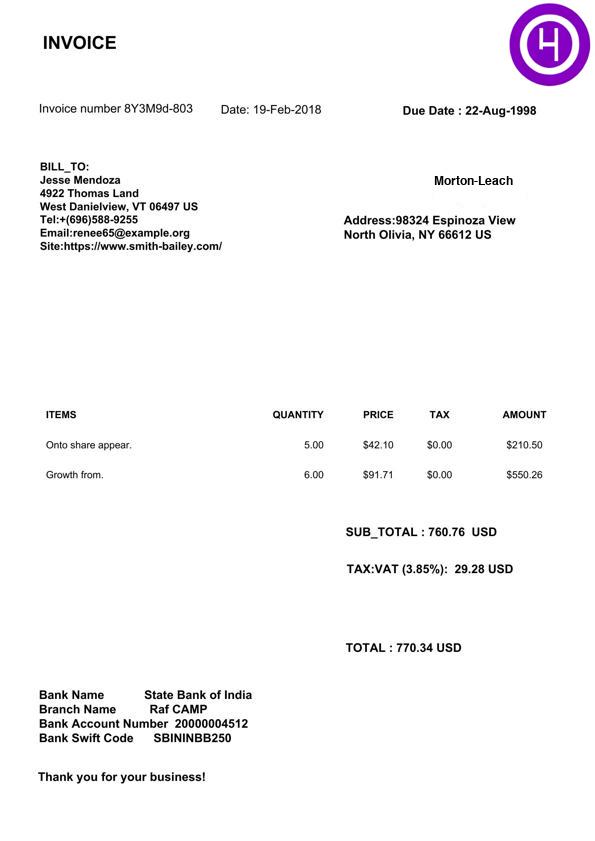 INVOICE
Invoice number 8Y3M9d-803 Date: 19-Feb-2018 Due Date : 22-Aug-1998
BILL_TO:
Jesse Mendoza
4922 Thomas Land
West Danielview, VT 06497 US
Tel:+(696)588-9255
Email:renee65@example.org
Site:https://www.smith-bailey.com/
Morton-Leach
Address:98324 Espinoza View
North Olivia, NY 66612 US
ITEMS QUANTITY PRICE TAX AMOUNT
Onto share appear. 5.00 $42.10 $0.00 $210.50
Growth from. 6.00 $91.71 $0.00 $550.26
SUB_TOTAL : 760.76 USD
TAX:VAT (3.85%): 29.28 USD
TOTAL : 770.34 USD
Bank Name State Bank of India
Branch Name Raf CAMP
Bank Account Number 20000004512
Bank Swift Code SBININBB250
Thank you for your business!